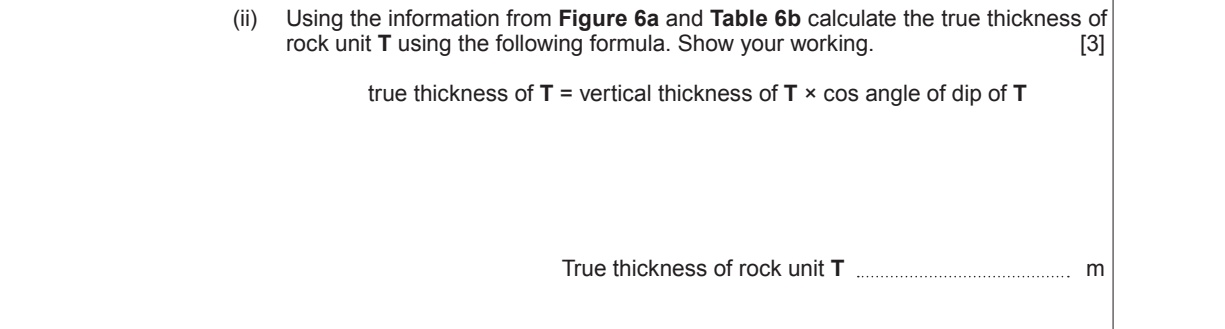 (ii) Using the information from Figure 6a and Table 6b calculate the true thickness of
rock unit T using the following formula. Show your working. [3]
true thickness of T = vertical thickness of T × cos angle of dip of T
True thickness of rock unit T ........................................... m